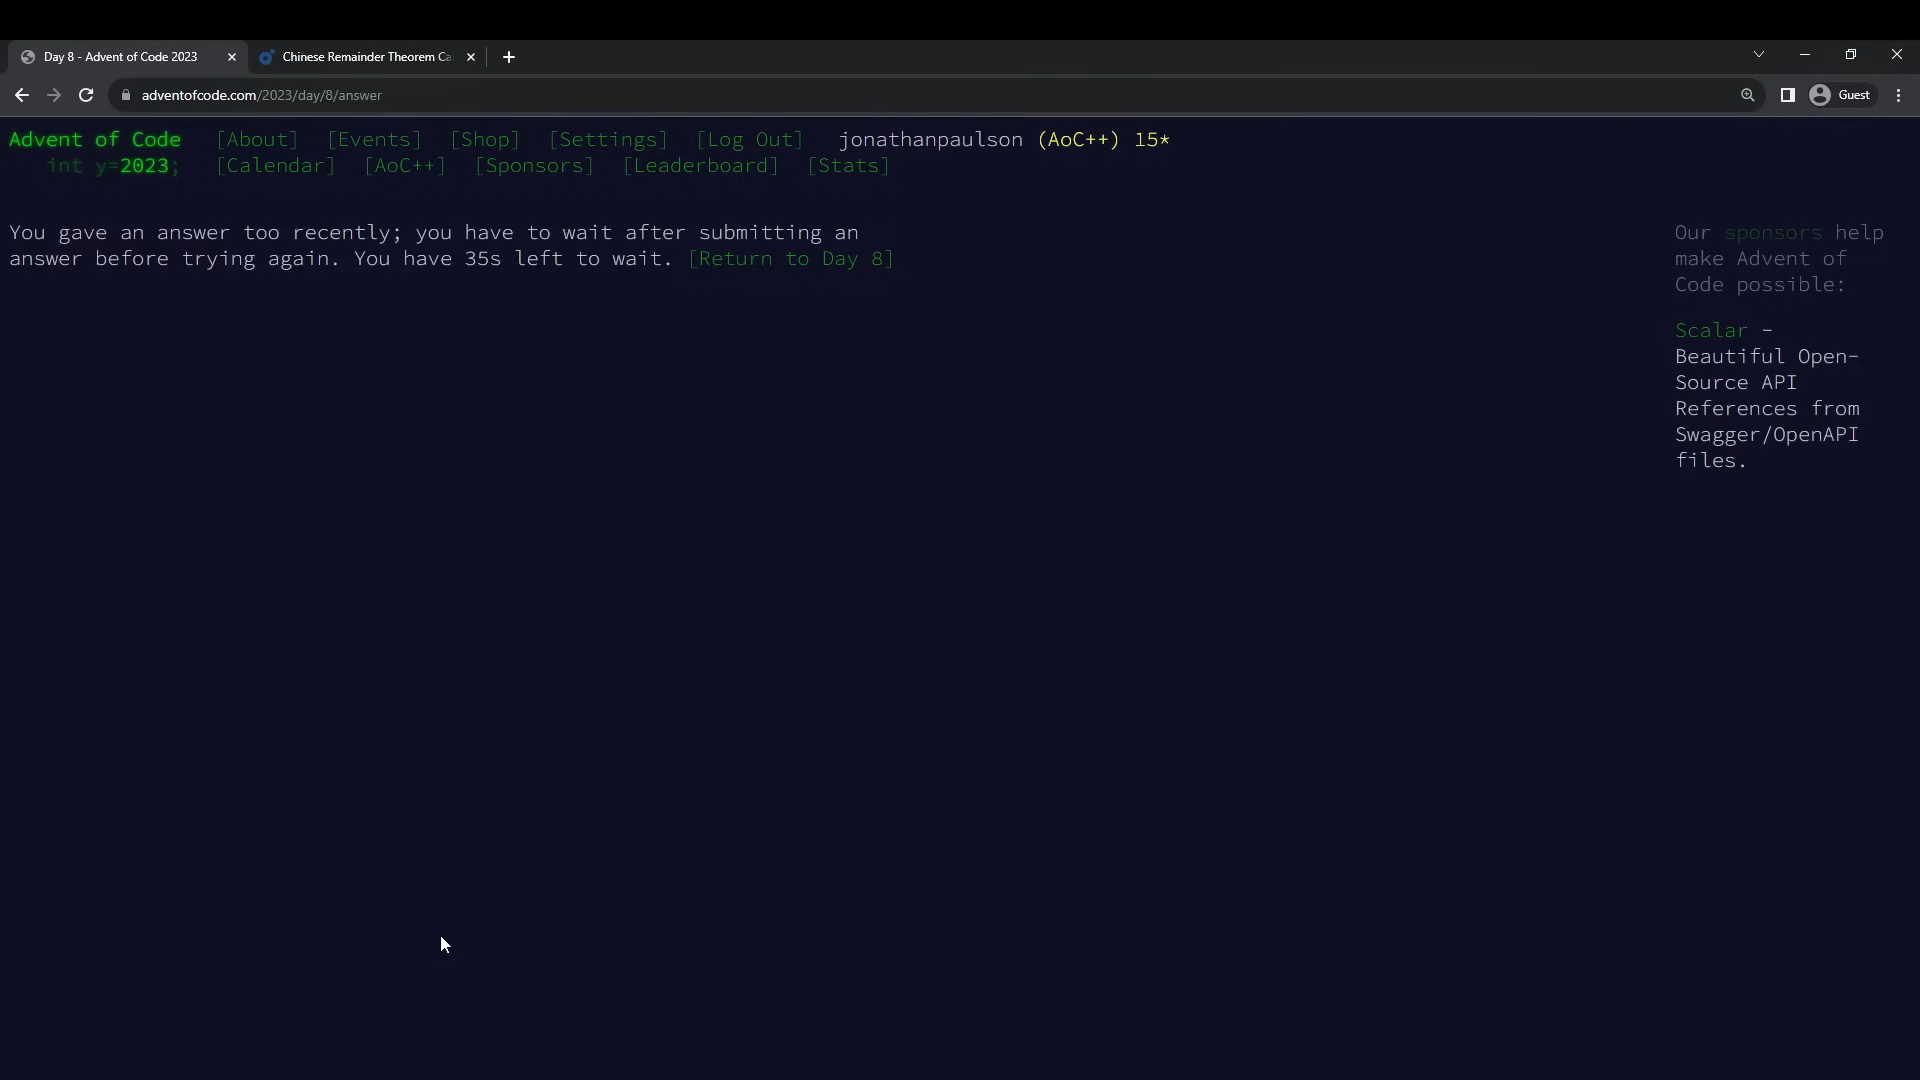 Day 8 - Advent of Code 2023
Chinese Remainder Theorem Ca
adventofcode.com/2023/day/8/answer
Guest
Advent of Code [About] [Events] [Shop] [Settings] [Log Out] jonathanpaulson (AoC++) 15*
int y=2023; [Calendar] [AoC++] [Sponsors] [Leaderboard] [Stats]
You gave an answer too recently; you have to wait after submitting an
answer before trying again. You have 35s left to wait. [Return to Day 8]
Our sponsors help
make Advent of
Code possible:
Scalar -
Beautiful Open-
Source API
References from
Swagger/OpenAPI
files.